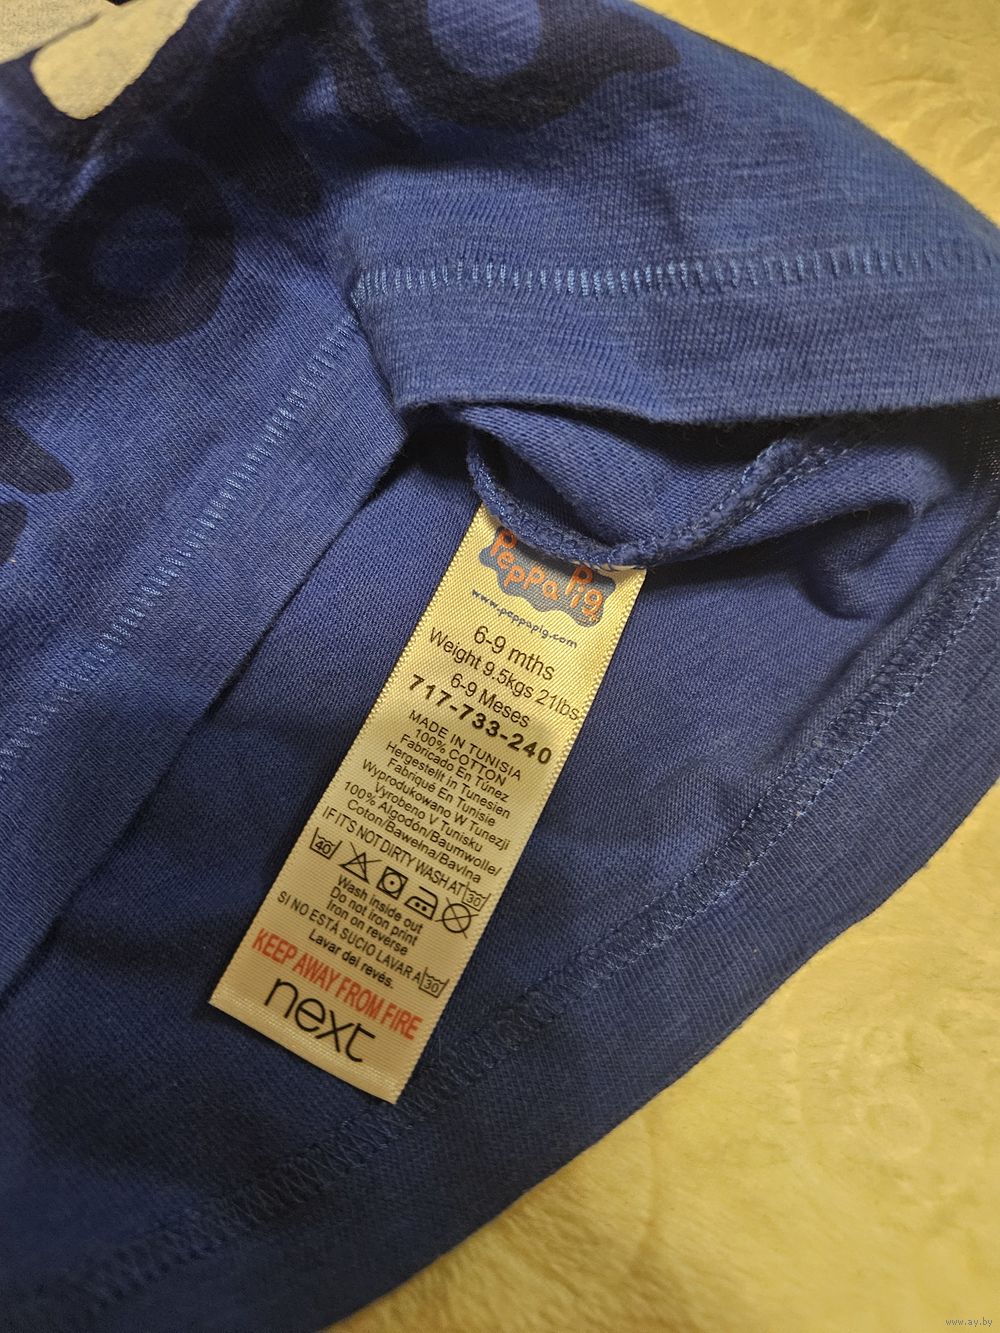 Peppa Pig
www.peppapig.com
6-9 mths
Weight 9.5kgs 21lbs
6-9 Meses
717-733-240
MADE IN TUNISIA
100% COTTON
Fabricado En Túnez
Hergestellt in Tunesien
Fabriqué En Tunisie
Wyprodukowano W Tunezji
Vyrobeno V Tunisku
100% Algodón/Baumwolle/
Coton/Bawełna/Bavlna
IF IT'S NOT DIRTY WASH AT 30
40
Wash inside out
Do not iron print
Iron on reverse
SI NO ESTÁ SUCIO LAVAR A 30
Lavar del revés.
KEEP AWAY FROM FIRE
next
www.ay.by